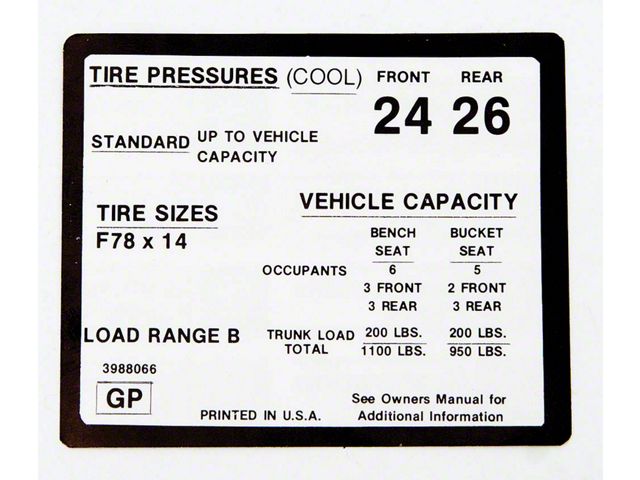 TIRE PRESSURES (COOL) FRONT REAR
24 26
STANDARD UP TO VEHICLE
CAPACITY
VEHICLE CAPACITY
TIRE SIZES
F78 x 14
BENCH BUCKET
SEAT SEAT
OCCUPANTS 6 5
3 FRONT 2 FRONT
3 REAR 3 REAR
LOAD RANGE B
TRUNK LOAD 200 LBS. 200 LBS.
TOTAL 1100 LBS. 950 LBS.
3988066
GP
See Owners Manual for
PRINTED IN U.S.A. Additional Information